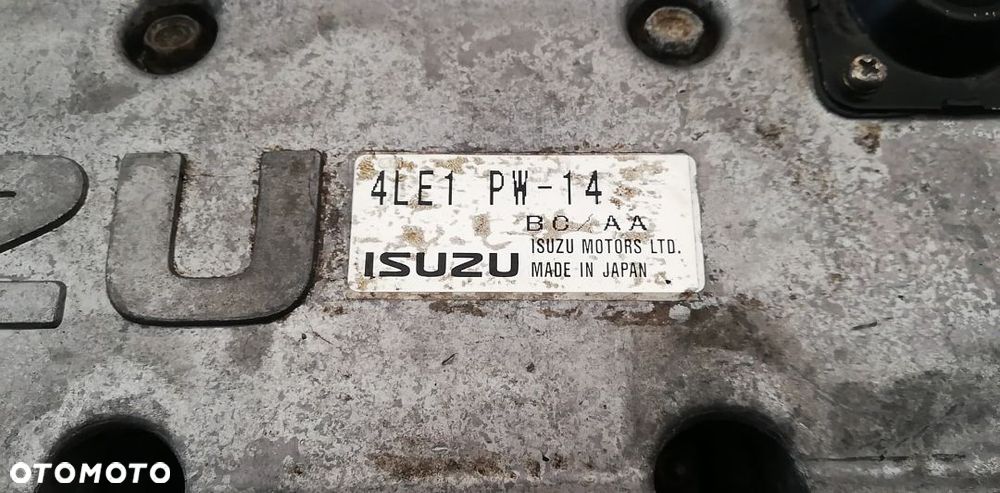 ZU
4LE1 PW-14
BC/AA
ISUZU MOTORS LTD.
ISUZU MADE IN JAPAN
OTOMOTO